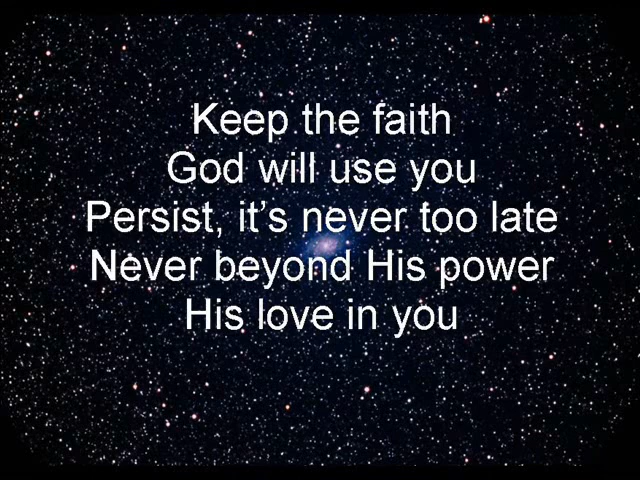 Keep the faith
God will use you
Persist, it's never too late
Never beyond His power
His love in you